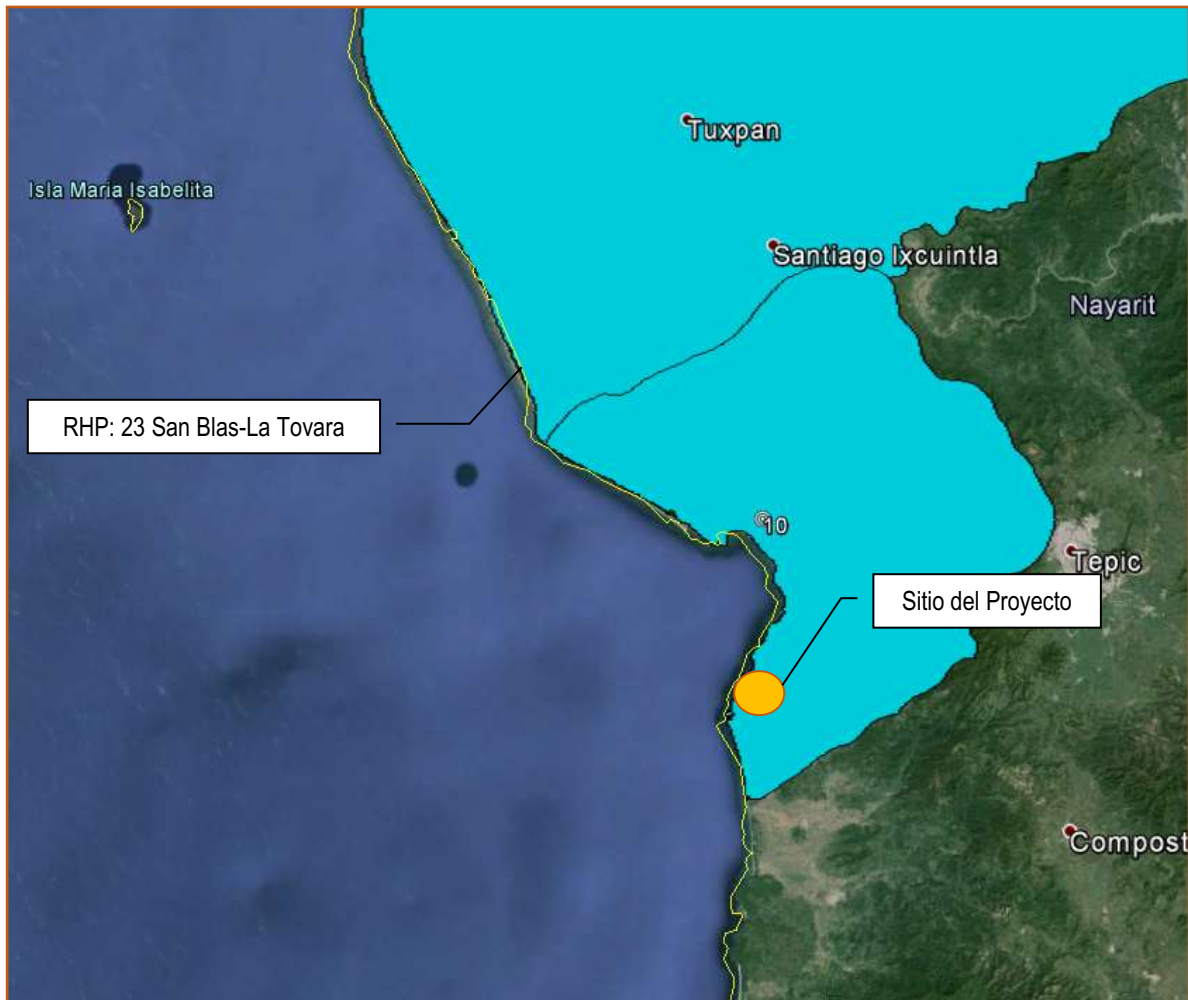 Tuxpan
Isla Maria Isabelita
Santiago Ixcuintla
Nayarit
RHP: 23 San Blas-La Tovara
10
Tepic
Sitio del Proyecto
Compost